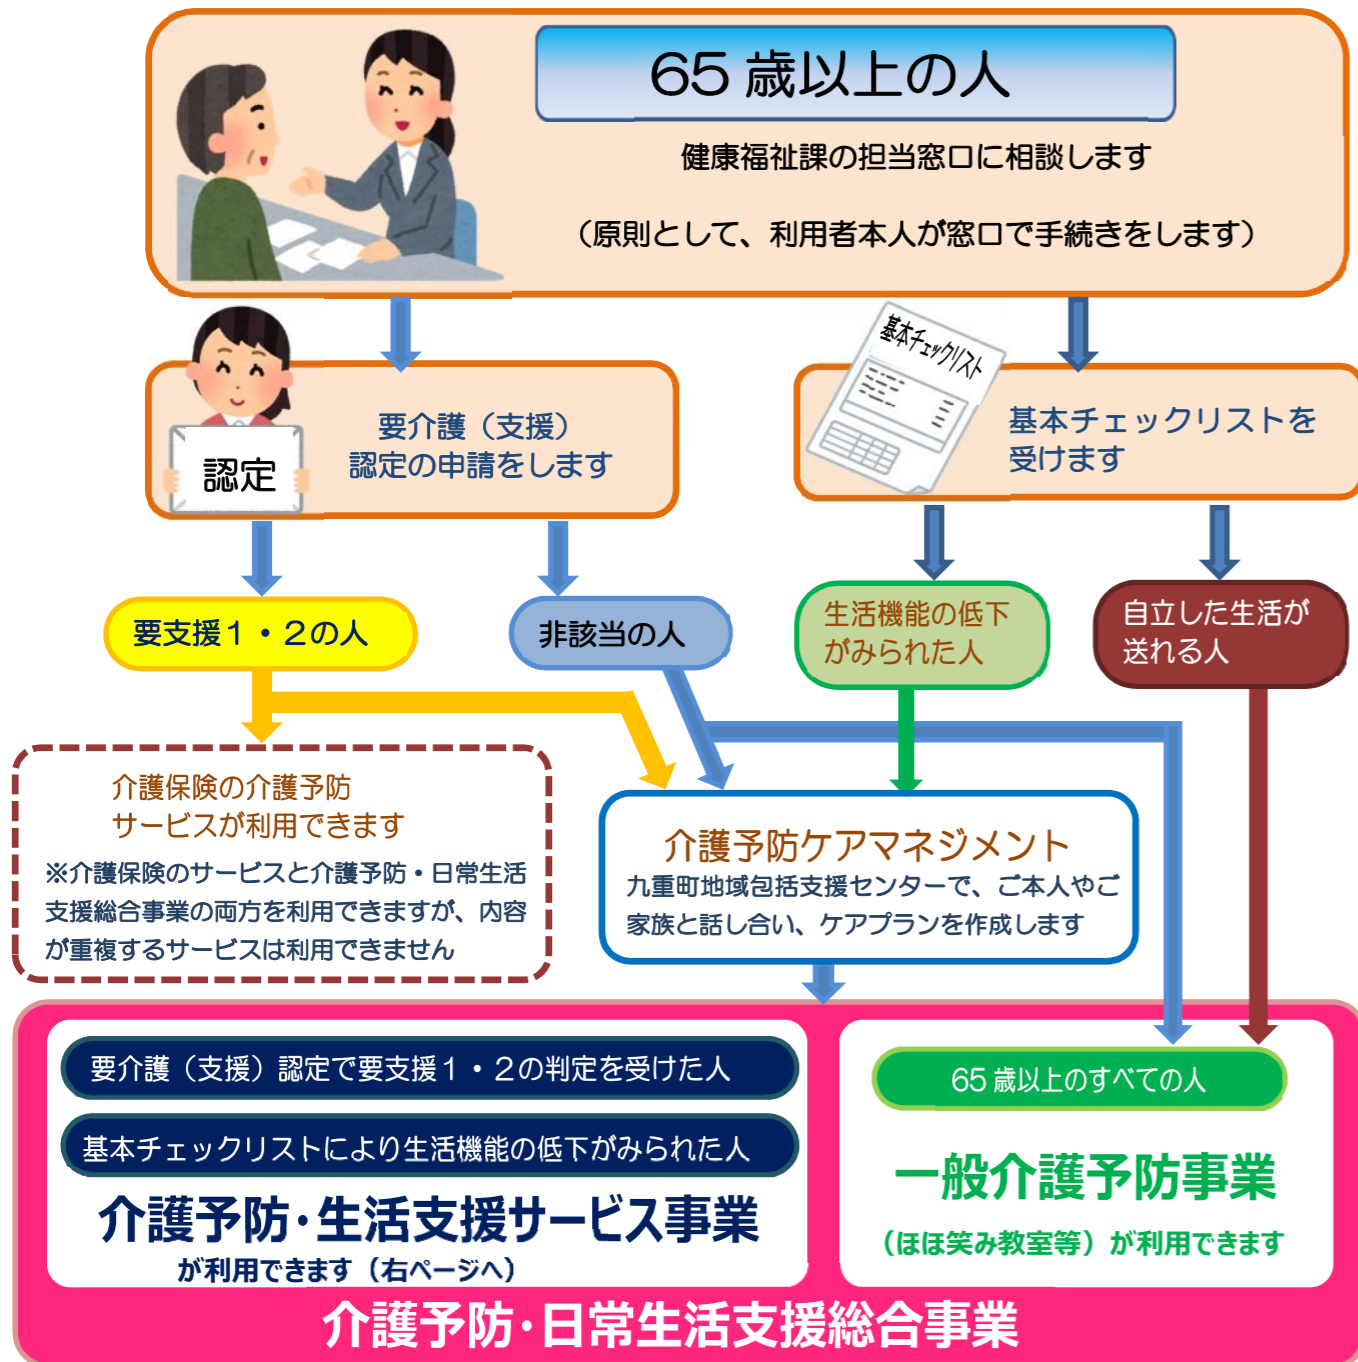 65歳以上の人
健康福祉課の担当窓口に相談します
（原則として、利用者本人が窓口で手続きをします）
認定
要介護（支援）
認定の申請をします
基本チェックリスト
基本チェックリストを
受けます
要支援１・２の人
非該当の人
生活機能の低下
がみられた人
自立した生活が
送れる人
介護保険の介護予防
サービスが利用できます
※介護保険のサービスと介護予防・日常生活
支援総合事業の両方を利用できますが、内容
が重複するサービスは利用できません
介護予防ケアマネジメント
九重町地域包括支援センターで、ご本人やご
家族と話し合い、ケアプランを作成します
要介護（支援）認定で要支援１・２の判定を受けた人
基本チェックリストにより生活機能の低下がみられた人
介護予防・生活支援サービス事業
が利用できます（右ページへ）
65歳以上のすべての人
一般介護予防事業
（ほほ笑み教室等）が利用できます
介護予防・日常生活支援総合事業